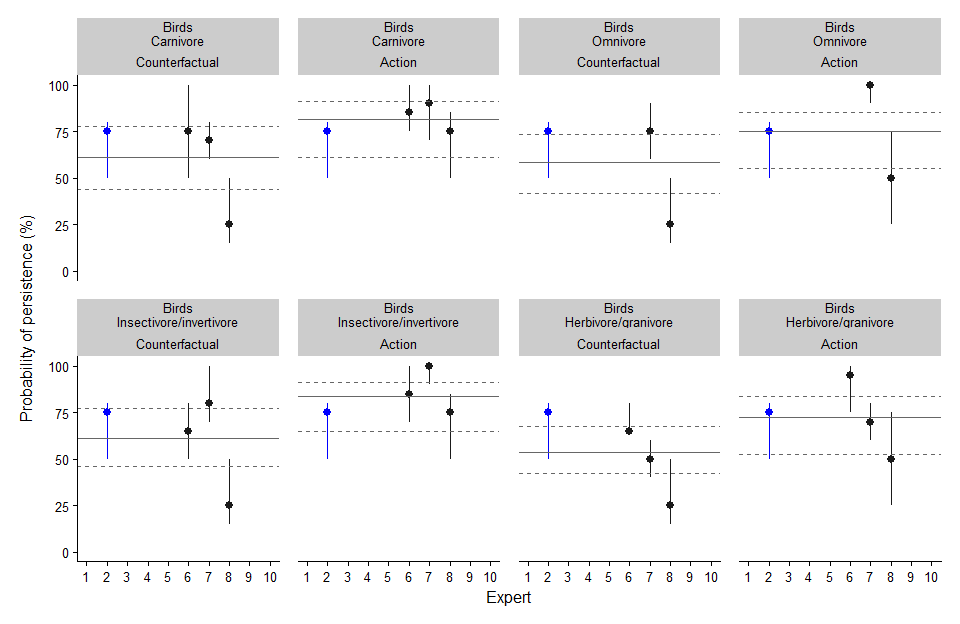 Birds
Carnivore
Counterfactual
Birds
Carnivore
Action
Birds
Omnivore
Counterfactual
Birds
Omnivore
Action
100
75
50
25
0
Birds
Insectivore/invertivore
Counterfactual
Birds
Insectivore/invertivore
Action
Birds
Herbivore/granivore
Counterfactual
Birds
Herbivore/granivore
Action
100
75
50
25
0
1 2 3 4 5 6 7 8 9 10
1 2 3 4 5 6 7 8 9 10
1 2 3 4 5 6 7 8 9 10
1 2 3 4 5 6 7 8 9 10
Expert
Probability of persistence (%)